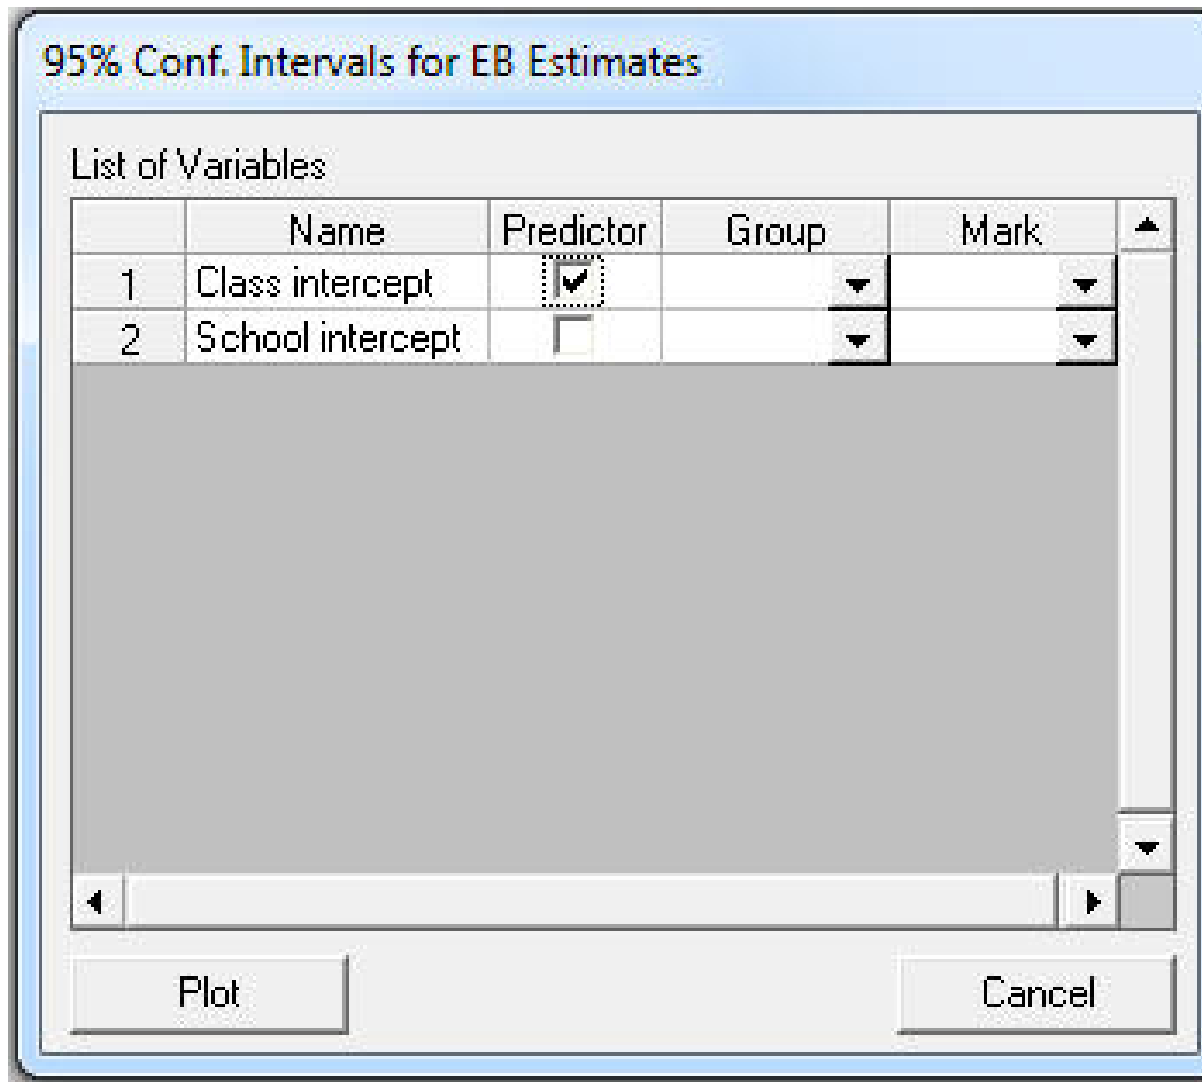 95% Conf. Intervals for EB Estimates
List of Variables
Name Predictor Group Mark
1 Class intercept
2 School intercept
Plot Cancel